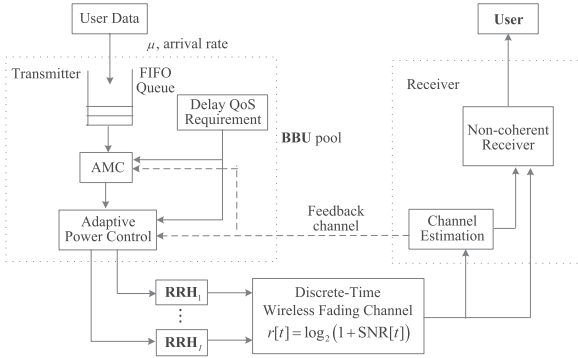 User Data
User
μ, arrival rate
Transmitter
FIFO
Queue
Receiver
Delay QoS
Requirement
BBU pool
Non-coherent
Receiver
AMC
Adaptive
Power Control
Feedback
channel
Channel
Estimation
RRH₁
⋮
RRH_I
Discrete-Time
Wireless Fading Channel
r[t]=log₂(1+SNR[t])